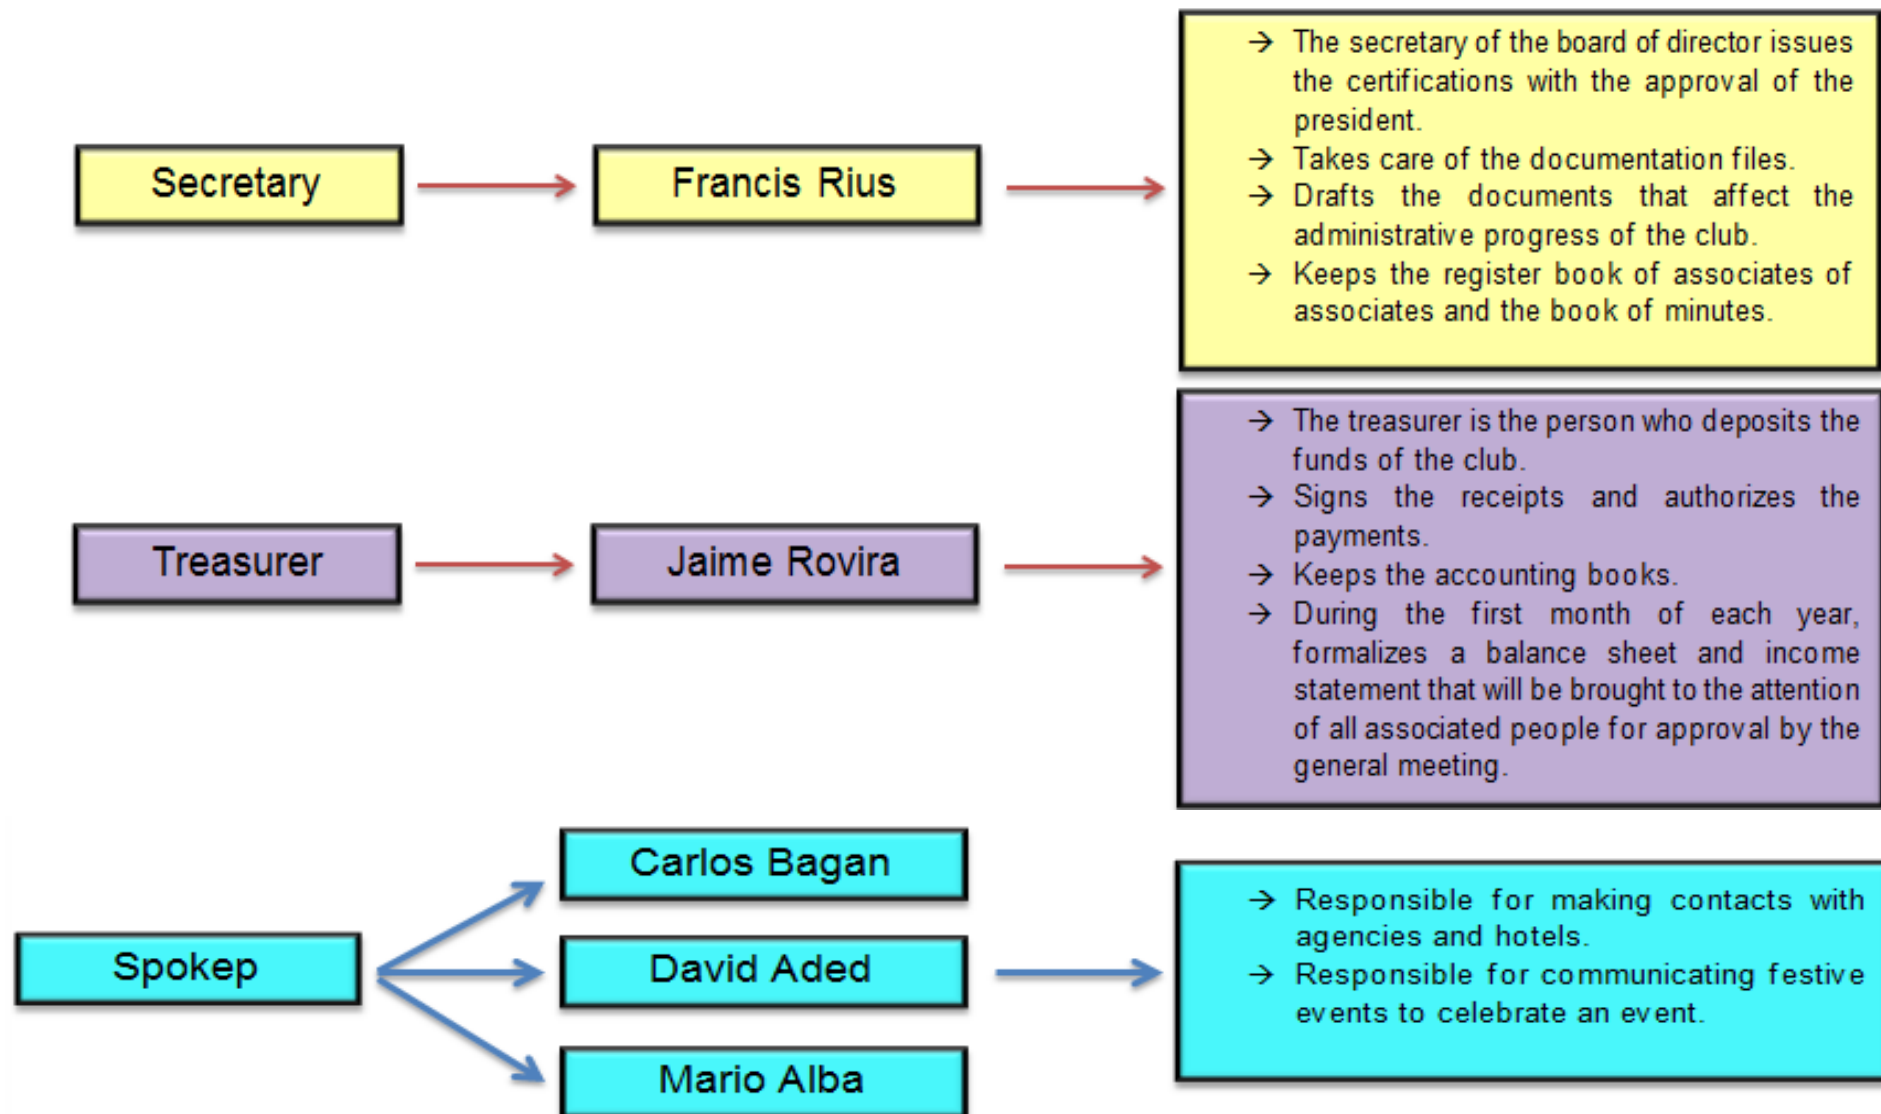 Secretary
Francis Rius
→ The secretary of the board of director issues
the certifications with the approval of the
president.
→ Takes care of the documentation files.
→ Drafts the documents that affect the
administrative progress of the club.
→ Keeps the register book of associates of
associates and the book of minutes.
Treasurer
Jaime Rovira
→ The treasurer is the person who deposits the
funds of the club.
→ Signs the receipts and authorizes the
payments.
→ Keeps the accounting books.
→ During the first month of each year,
formalizes a balance sheet and income
statement that will be brought to the attention
of all associated people for approval by the
general meeting.
Spokep
Carlos Bagan
David Aded
Mario Alba
→ Responsible for making contacts with
agencies and hotels.
→ Responsible for communicating festive
events to celebrate an event.